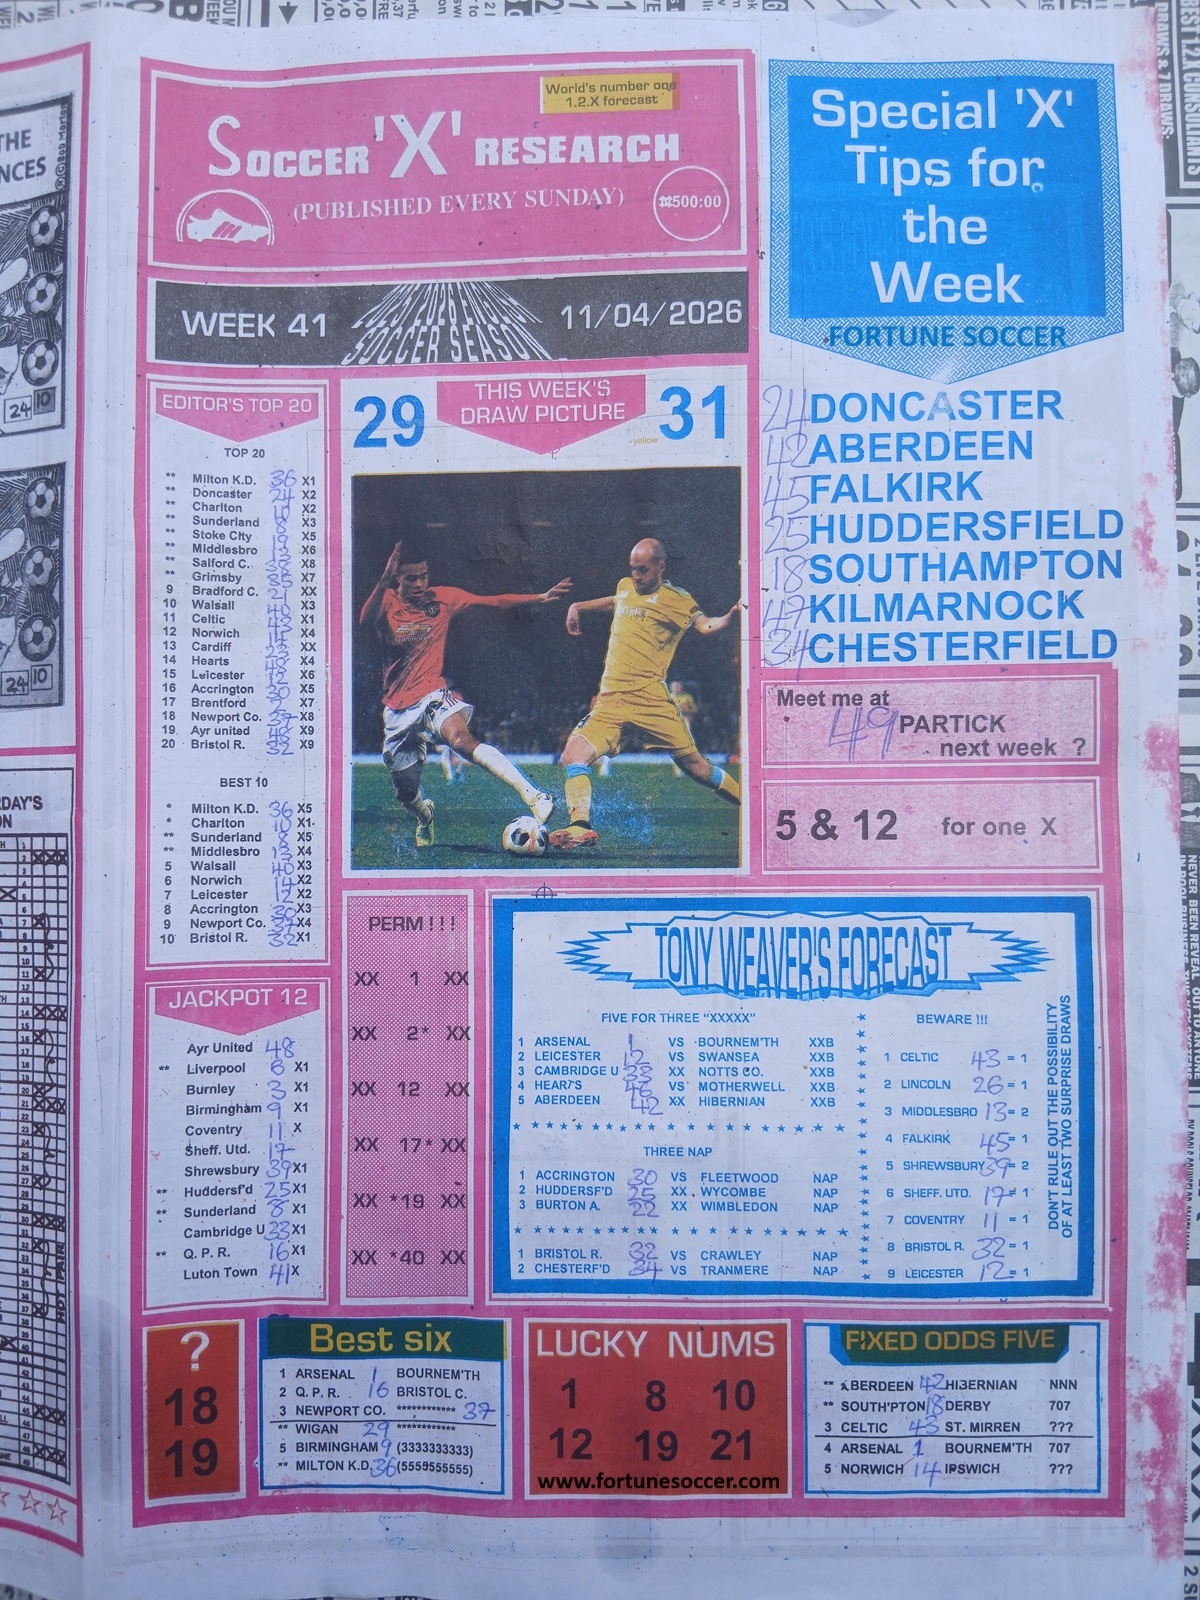 World's number one
1.2.X forecast
SOCCER 'X' RESEARCH
(PUBLISHED EVERY SUNDAY)
₦500:00
WEEK 41
SOCCER SEASON
11/04/2026
Special 'X'
Tips for
the
Week
FORTUNE SOCCER
24 DONCASTER
42 ABERDEEN
45 FALKIRK
25 HUDDERSFIELD
18 SOUTHAMPTON
47 KILMARNOCK
34 CHESTERFIELD
Meet me at
49 PARTICK
next week ?
5 & 12 for one X
EDITOR'S TOP 20
TOP 20
** Milton K.D. 36 X1
** Doncaster 24 X2
** Charlton 10 X2
** Sunderland 8 X3
** Stoke City 19 X5
** Middlesbro 13 X6
** Salford C. X8
** Grimsby 35 X7
9 Bradford C. 21 XX
10 Walsall 40 X3
11 Celtic 43 X1
12 Norwich 14 X4
13 Cardiff 23 XX
14 Hearts 46 X4
15 Leicester 12 X6
16 Accrington 30 X5
17 Brentford X7
18 Newport Co. 37 X8
19 Ayr united 48 X9
20 Bristol R. 32 X9
BEST 10
* Milton K.D. 36 X5
* Charlton 10 X1
** Sunderland 8 X5
** Middlesbro 13 X4
5 Walsall 40 X3
6 Norwich 14 X2
7 Leicester 12 X2
8 Accrington 30 X3
9 Newport Co. 37 X4
10 Bristol R. 32 X1
29
THIS WEEK'S
DRAW PICTURE
31
yellow
CHEVROLET
JACKPOT 12
Ayr United 48
** Liverpool 6 X1
Burnley 3 X1
Birmingham 9 X1
Coventry 11 X
Sheff. Utd. 17
Shrewsbury 39 X1
** Huddersf'd 25 X1
** Sunderland 8 X1
Cambridge U 33 X1
** Q. P. R. 16 X1
Luton Town 41 X
PERM ! ! !
XX 1 XX
XX 2* XX
XX 12 XX
XX 17* XX
XX *19 XX
XX *40 XX
TONY WEAVER'S FORECAST
FIVE FOR THREE "XXXXX"
1 ARSENAL 1 VS BOURNEM'TH XXB
2 LEICESTER 12 VS SWANSEA XXB
3 CAMBRIDGE U 33 XX NOTTS CO. XXB
4 HEARTS 46 VS MOTHERWELL XXB
5 ABERDEEN 42 XX HIBERNIAN XXB
THREE NAP
1 ACCRINGTON 30 VS FLEETWOOD NAP
2 HUDDERSF'D 25 XX WYCOMBE NAP
3 BURTON A. 22 XX WIMBLEDON NAP
1 BRISTOL R. 32 VS CRAWLEY NAP
2 CHESTERF'D 34 VS TRANMERE NAP
BEWARE !!!
1 CELTIC 43 = 1
2 LINCOLN 26 = 1
3 MIDDLESBRO 13 = 2
4 FALKIRK 45 = 1
5 SHREWSBURY 39 = 2
6 SHEFF. UTD. 17 = 1
7 COVENTRY 11 = 1
8 BRISTOL R. 32 = 1
9 LEICESTER 12 = 1
DON'T RULE OUT THE POSSIBILITY
OF AT LEAST TWO SURPRISE DRAWS
?
18
19
Best six
1 ARSENAL 1 BOURNEM'TH
2 Q. P. R. 16 BRISTOL C.
3 NEWPORT CO. *********** 37
** WIGAN 29 ***********
5 BIRMINGHAM 9 (3333333333)
** MILTON K.D. 36 (5555555555)
LUCKY NUMS
1 8 10
12 19 21
www.fortunesoccer.com
FIXED ODDS FIVE
** ABERDEEN 42 HIBERNIAN NNN
** SOUTH'PTON 18 DERBY 707
3 CELTIC 43 ST. MIRREN ???
4 ARSENAL 1 BOURNEM'TH 707
5 NORWICH 14 IPSWICH ???
24 10
24 10